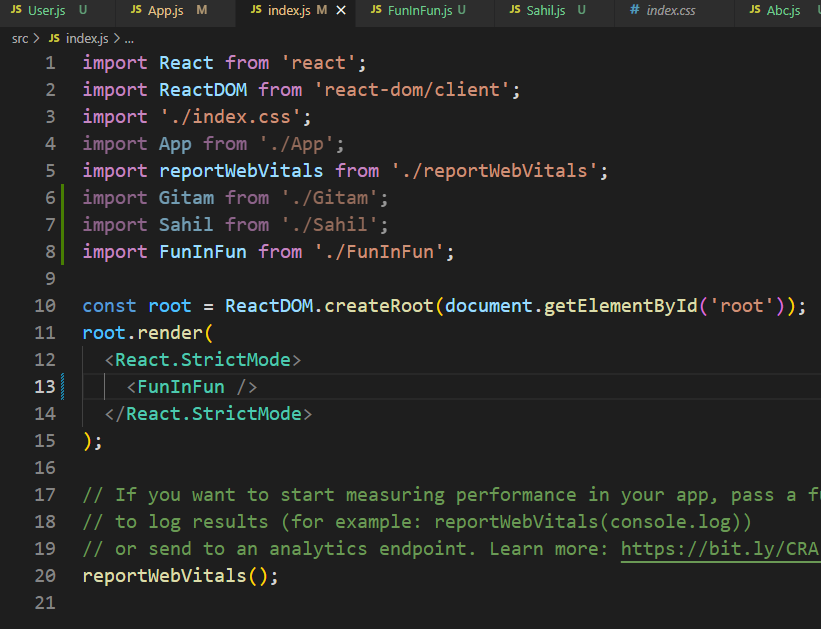 JS User.js U JS App.js M JS index.js M × JS FunInFun.js U JS Sahil.js U # index.css JS Abc.js
src > JS index.js > ...
1 import React from 'react';
2 import ReactDOM from 'react-dom/client';
3 import './index.css';
4 import App from './App';
5 import reportWebVitals from './reportWebVitals';
6 import Gitam from './Gitam';
7 import Sahil from './Sahil';
8 import FunInFun from './FunInFun';
9
10 const root = ReactDOM.createRoot(document.getElementById('root'));
11 root.render(
12 <React.StrictMode>
13 <FunInFun />
14 </React.StrictMode>
15 );
16
17 // If you want to start measuring performance in your app, pass a
18 // to log results (for example: reportWebVitals(console.log))
19 // or send to an analytics endpoint. Learn more: https://bit.ly/CRA
20 reportWebVitals();
21